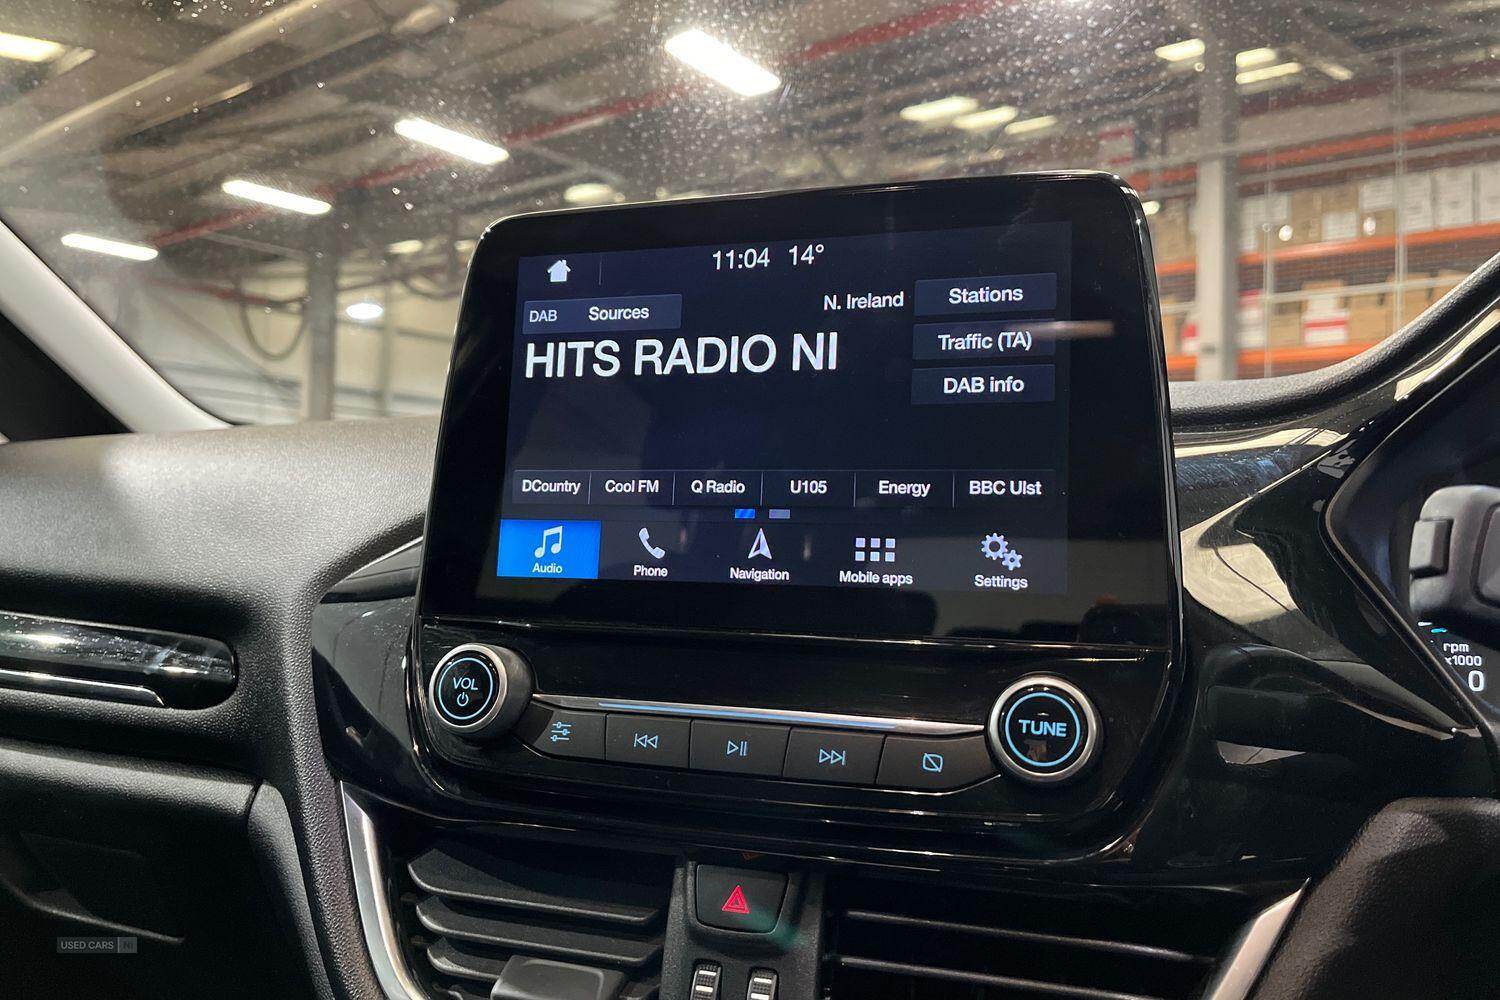 11:04 14°
DAB Sources
N. Ireland
Stations
HITS RADIO NI
Traffic (TA)
DAB info
DCountry Cool FM Q Radio U105 Energy BBC Ulst
Audio Phone Navigation Mobile apps Settings
VOL
TUNE
rpm
x1000
0
USED CARS NI